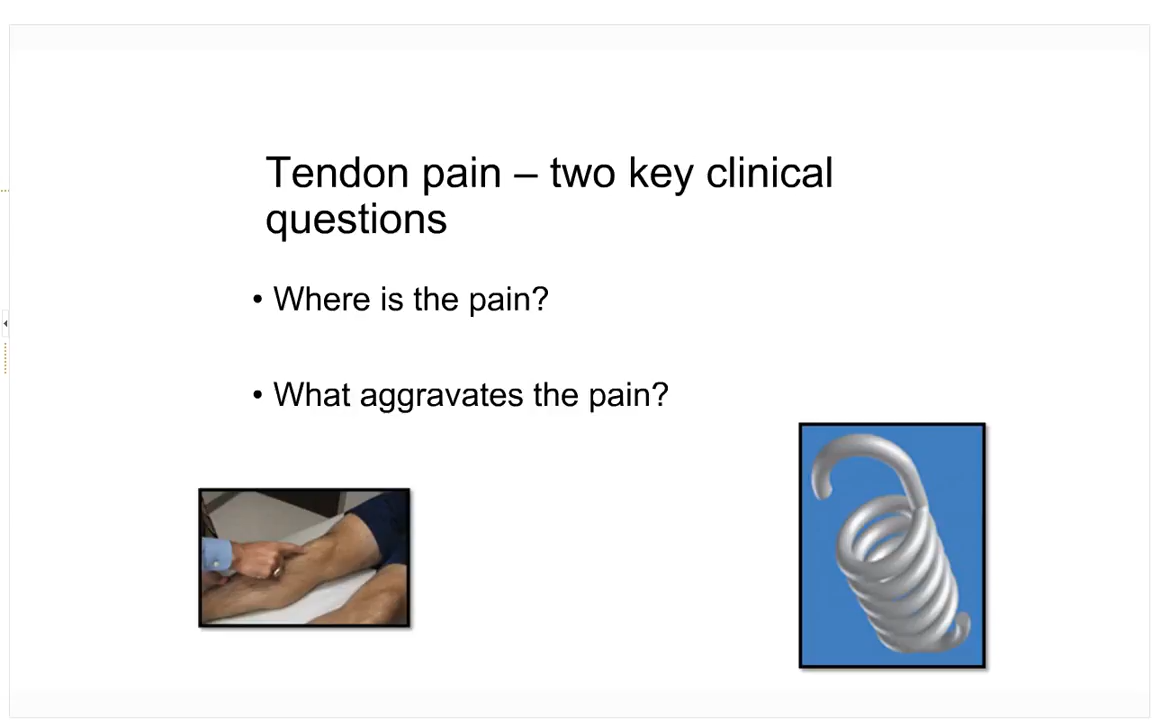 Tendon pain – two key clinical
questions
• Where is the pain?
• What aggravates the pain?